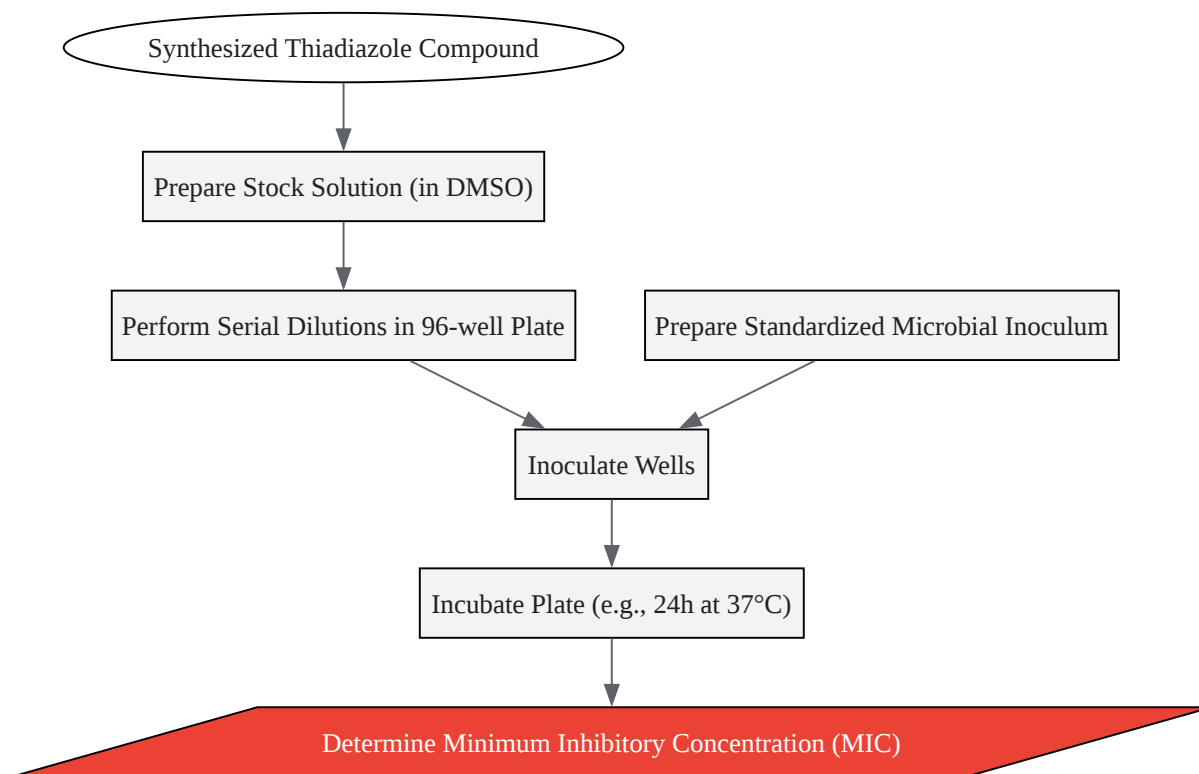 Synthesized Thiadiazole Compound
Prepare Stock Solution (in DMSO)
Perform Serial Dilutions in 96-well Plate
Prepare Standardized Microbial Inoculum
Inoculate Wells
Incubate Plate (e.g., 24h at 37°C)
Determine Minimum Inhibitory Concentration (MIC)